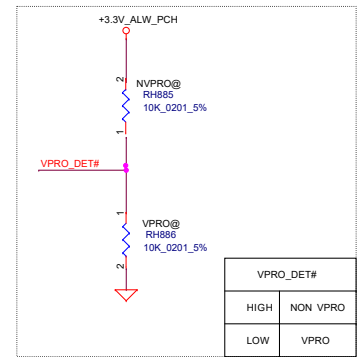 +3.3V_ALW_PCH
2
NVPRO@
RH885
10K_0201_5%
1
VPRO_DET#
1
VPRO@
RH886
10K_0201_5%
2
VPRO_DET#
HIGH NON VPRO
LOW VPRO